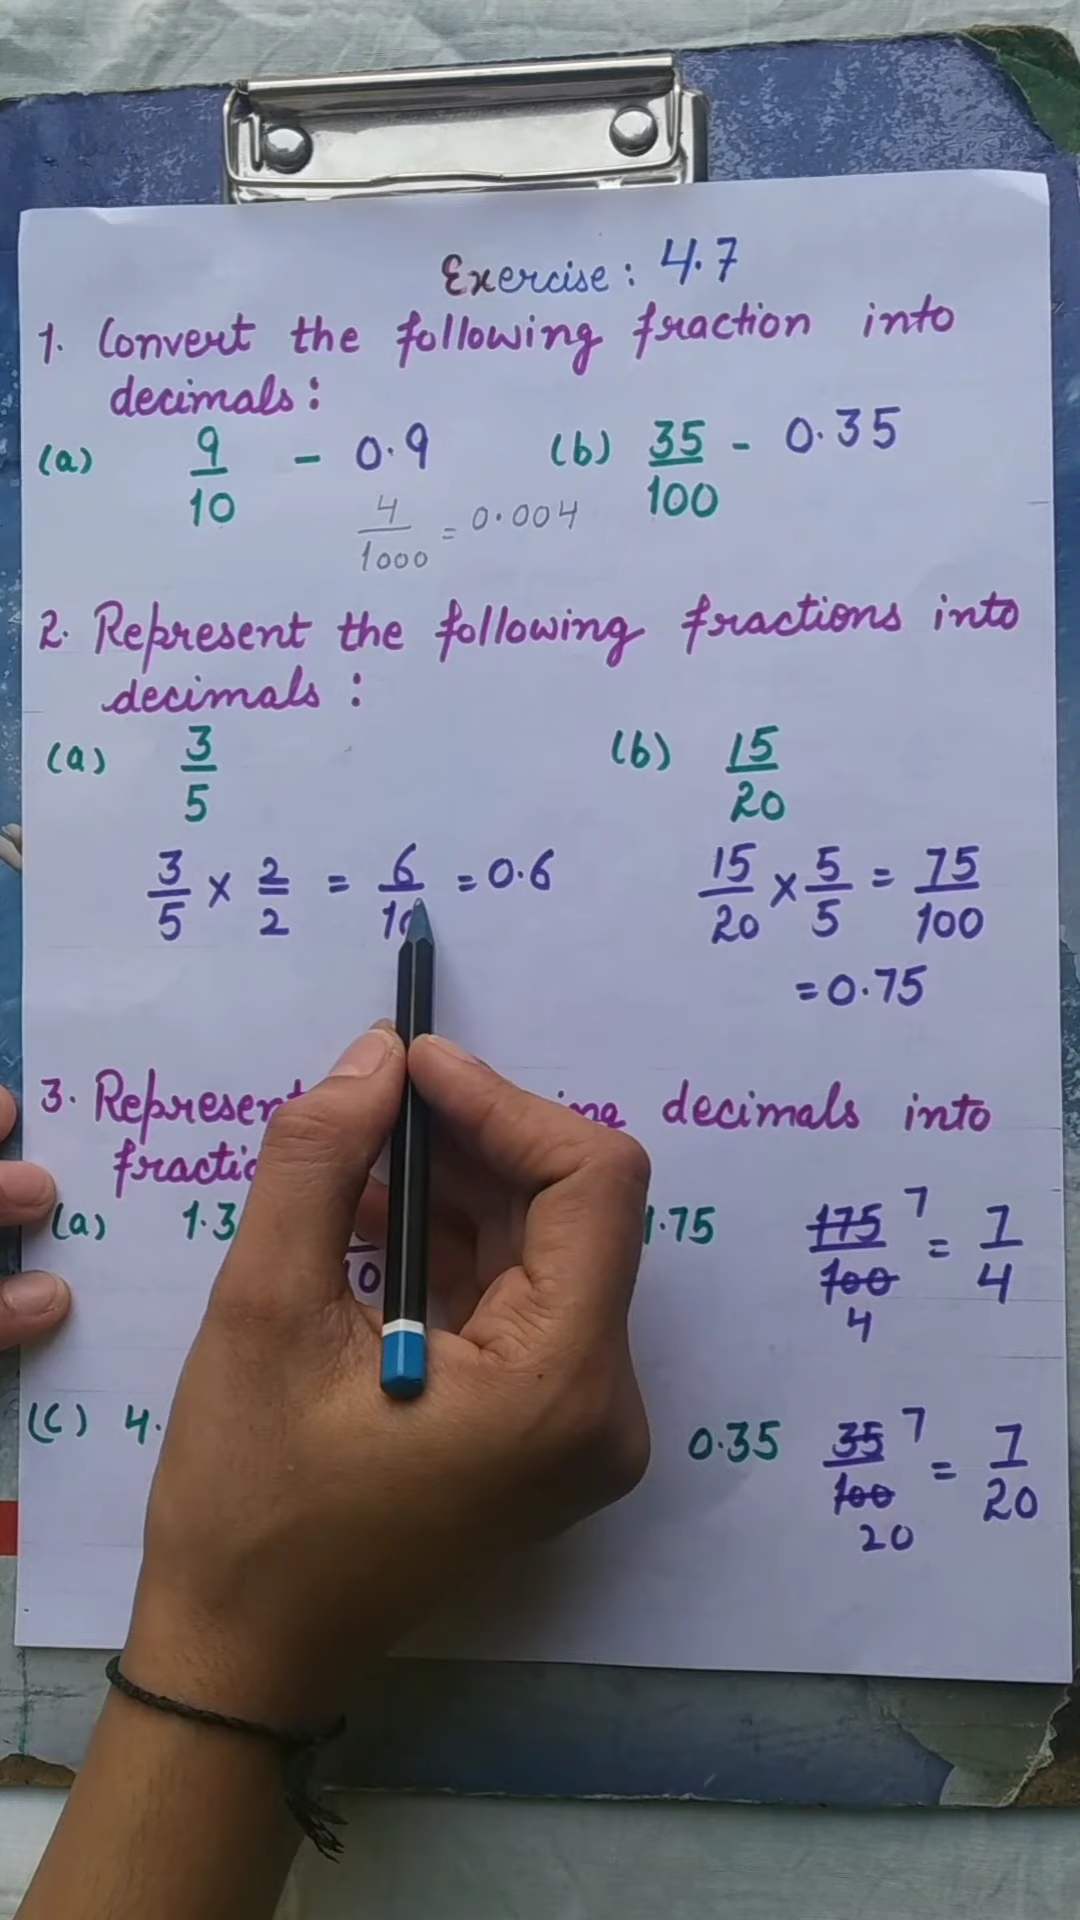 Exercise: 4.7
1. Convert the following fraction into
decimals:
(a) 9/10 - 0.9 (b) 35/100 - 0.35
4/1000 = 0.004
2. Represent the following fractions into
decimals:
(a) 3/5 (b) 15/20
3/5 × 2/2 = 6/10 = 0.6 15/20 × 5/5 = 75/100
= 0.75
3. Represent decimals into
(a) 1.3 1.75 175/100 7 4 = 7/4
(c) 4. 0.35 35/100 7 20 = 7/20